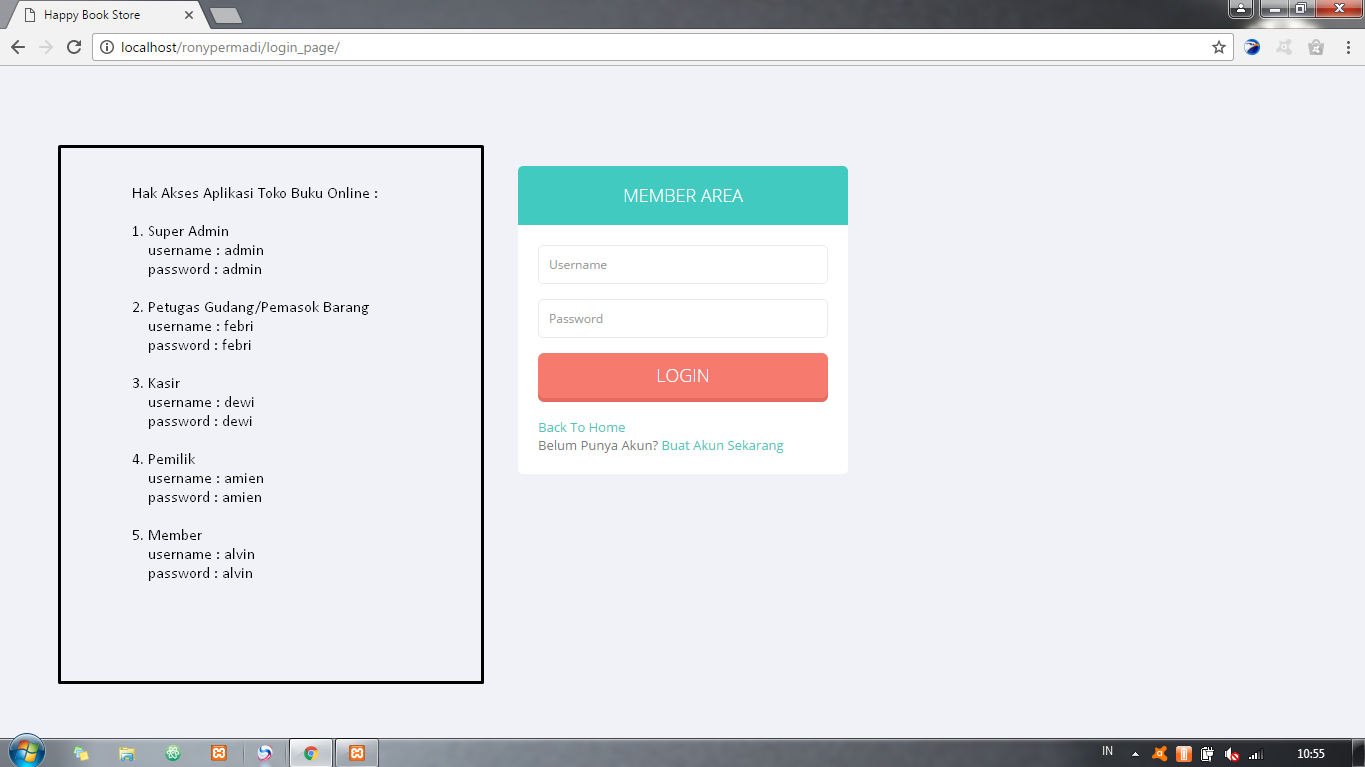 Happy Book Store
localhost/ronypermadi/login_page/
Hak Akses Aplikasi Toko Buku Online :
1. Super Admin
username : admin
password : admin
2. Petugas Gudang/Pemasok Barang
username : febri
password : febri
3. Kasir
username : dewi
password : dewi
4. Pemilik
username : amien
password : amien
5. Member
username : alvin
password : alvin
MEMBER AREA
Username
Password
LOGIN
Back To Home
Belum Punya Akun? Buat Akun Sekarang
IN
10:55